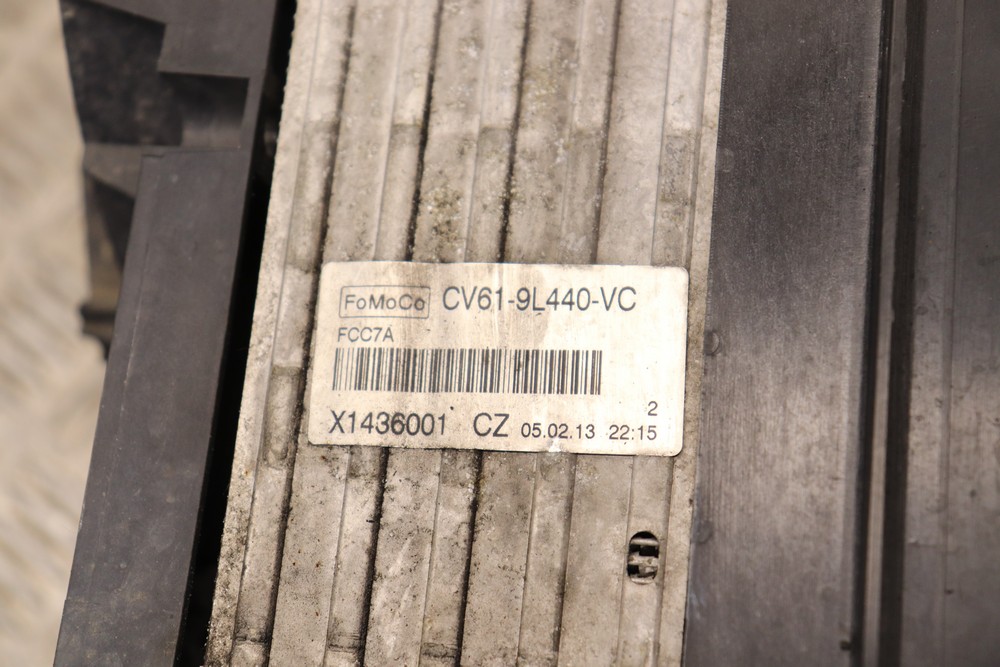 FoMoCo CV61-9L440-VC
FCC7A
2
X1436001 CZ 05.02.13 22:15